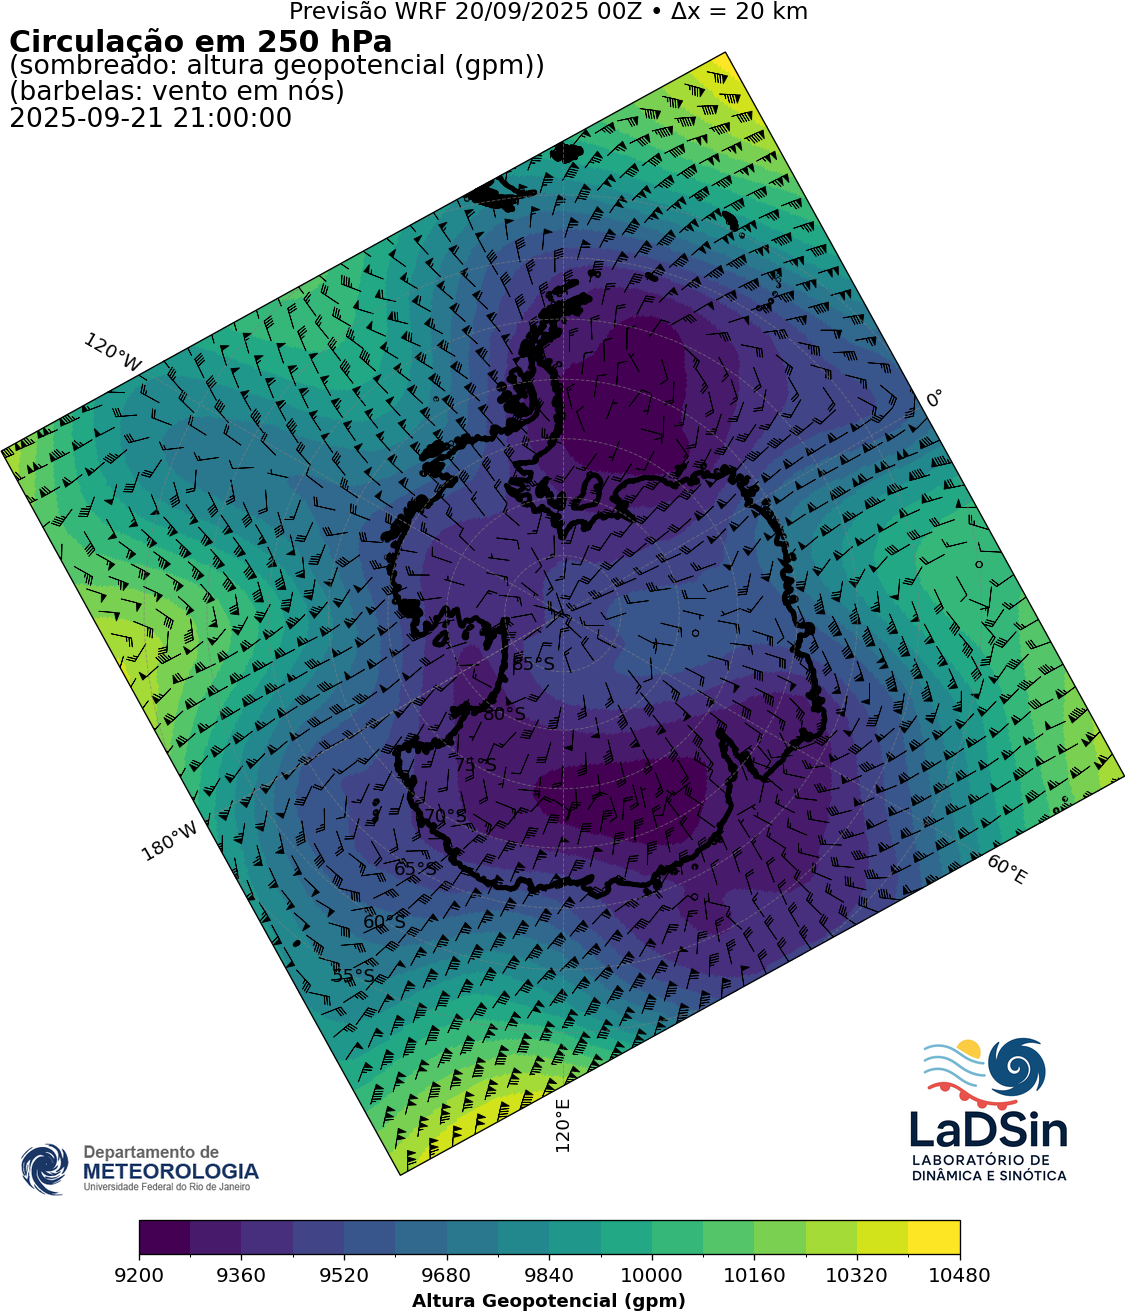 Previsão WRF 20/09/2025 00Z • Δx = 20 km
Circulação em 250 hPa
(sombreado: altura geopotencial (gpm))
(barbelas: vento em nós)
2025-09-21 21:00:00
120°W
0°
85°S
80°S
75°S
70°S
180°W
65°S
60°E
60°S
55°S
120°E
LaDSin
LABORATÓRIO DE
DINÂMICA E SINÓTICA
Departamento de
METEOROLOGIA
Universidade Federal do Rio de Janeiro
9200 9360 9520 9680 9840 10000 10160 10320 10480
Altura Geopotencial (gpm)